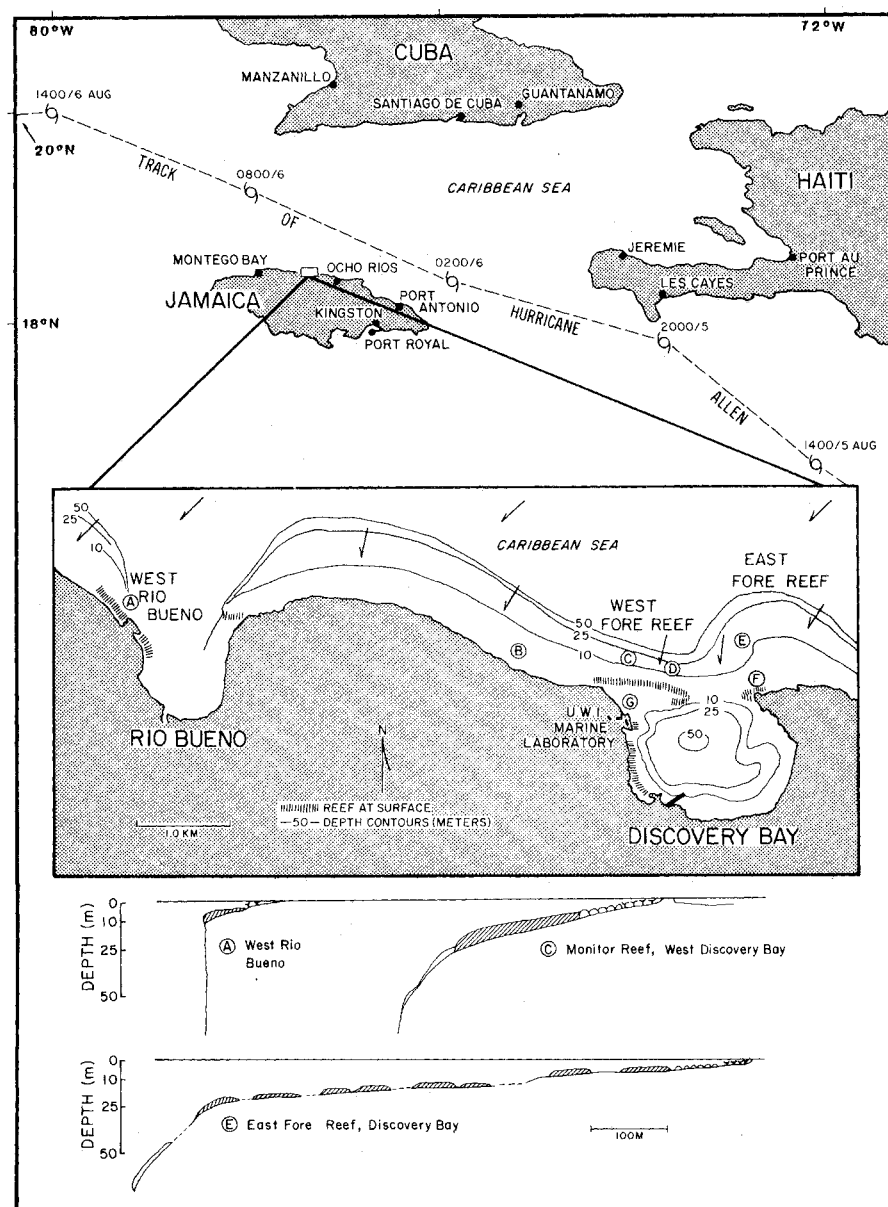 80°W
72°W
CUBA
MANZANILLO
GUANTANAMO
SANTIAGO DE CUBA
1400/6 AUG
20°N
TRACK
0800/6
OF
CARIBBEAN SEA
HAITI
MONTEGO BAY
OCHO RIOS
0200/6
JEREMIE
PORT AU
PRINCE
JAMAICA
PORT
ANTONIO
LES CAYES
KINGSTON
HURRICANE
18°N
PORT ROYAL
2000/5
ALLEN
1400/5 AUG
50
25
10
CARIBBEAN SEA
WEST
RIO
BUENO
A
EAST
FORE REEF
WEST
FORE REEF
50
25
10
B
C
D
E
F
G
10
25
50
U.W.I.
MARINE
LABORATORY
RIO BUENO
N
REEF AT SURFACE
—50— DEPTH CONTOURS (METERS)
1.0 KM
DISCOVERY BAY
DEPTH (m)
0
10
25
50
A West Rio
Bueno
C Monitor Reef, West Discovery Bay
DEPTH (m)
0
10
25
50
E East Fore Reef, Discovery Bay
100M